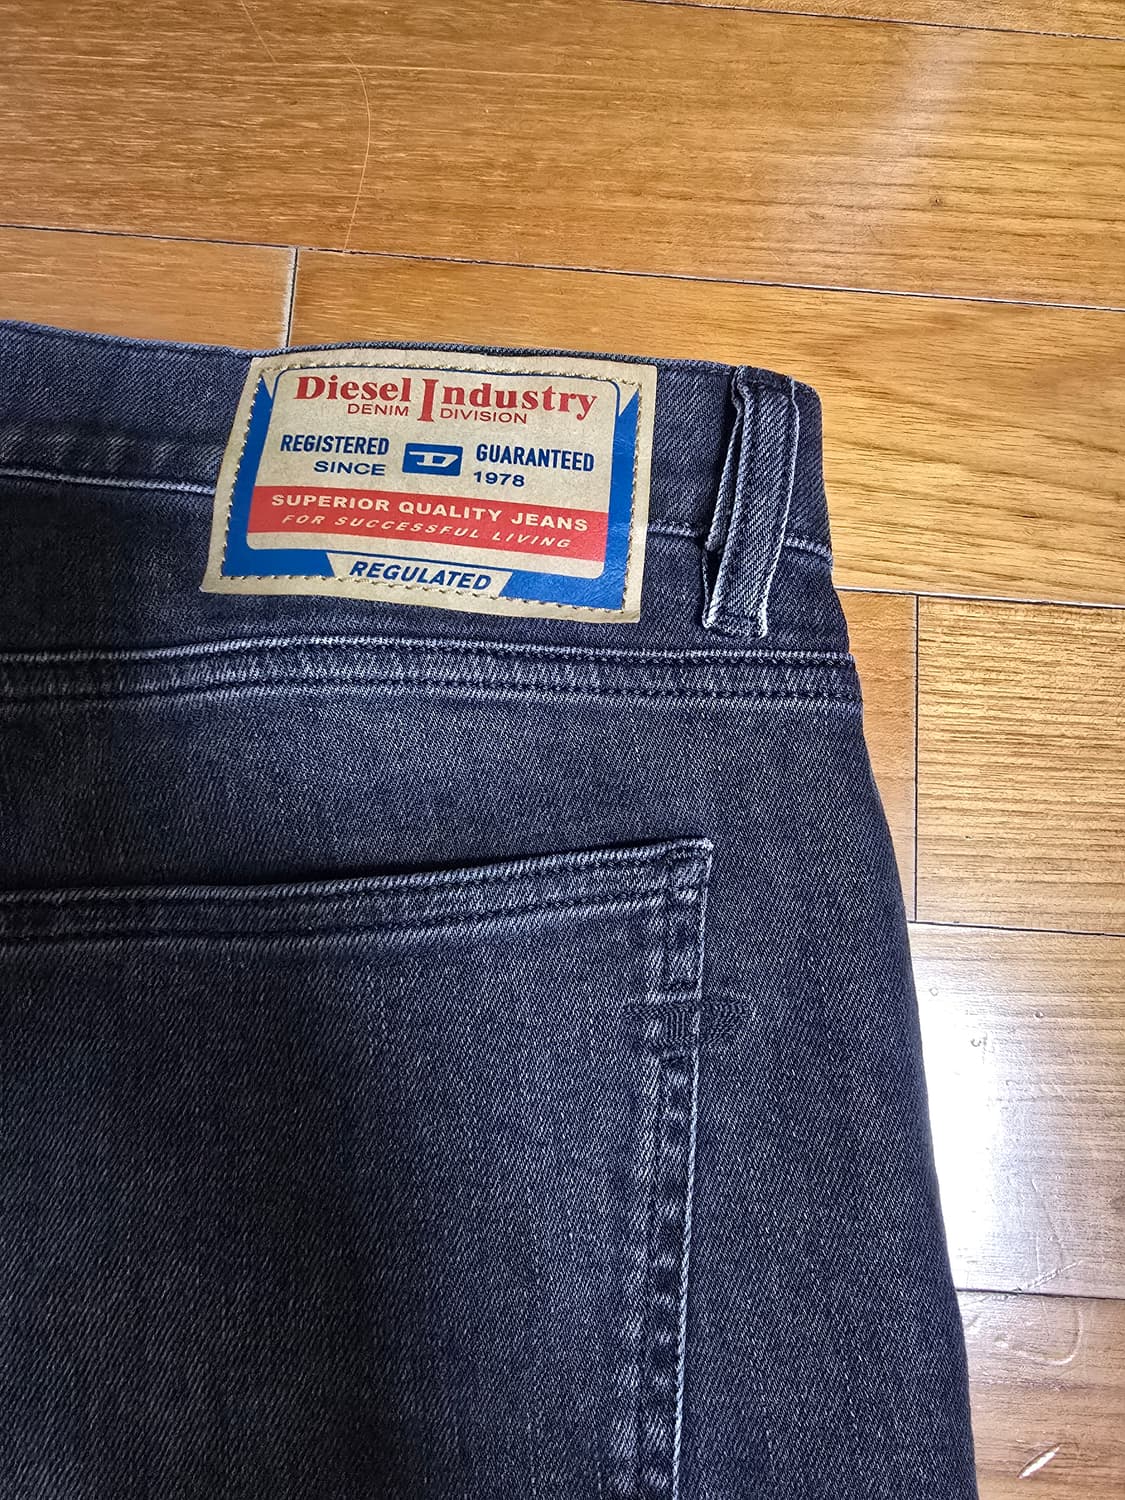 Diesel Industry
DENIM DIVISION
REGISTERED D GUARANTEED
SINCE 1978
SUPERIOR QUALITY JEANS
FOR SUCCESSFUL LIVING
REGULATED